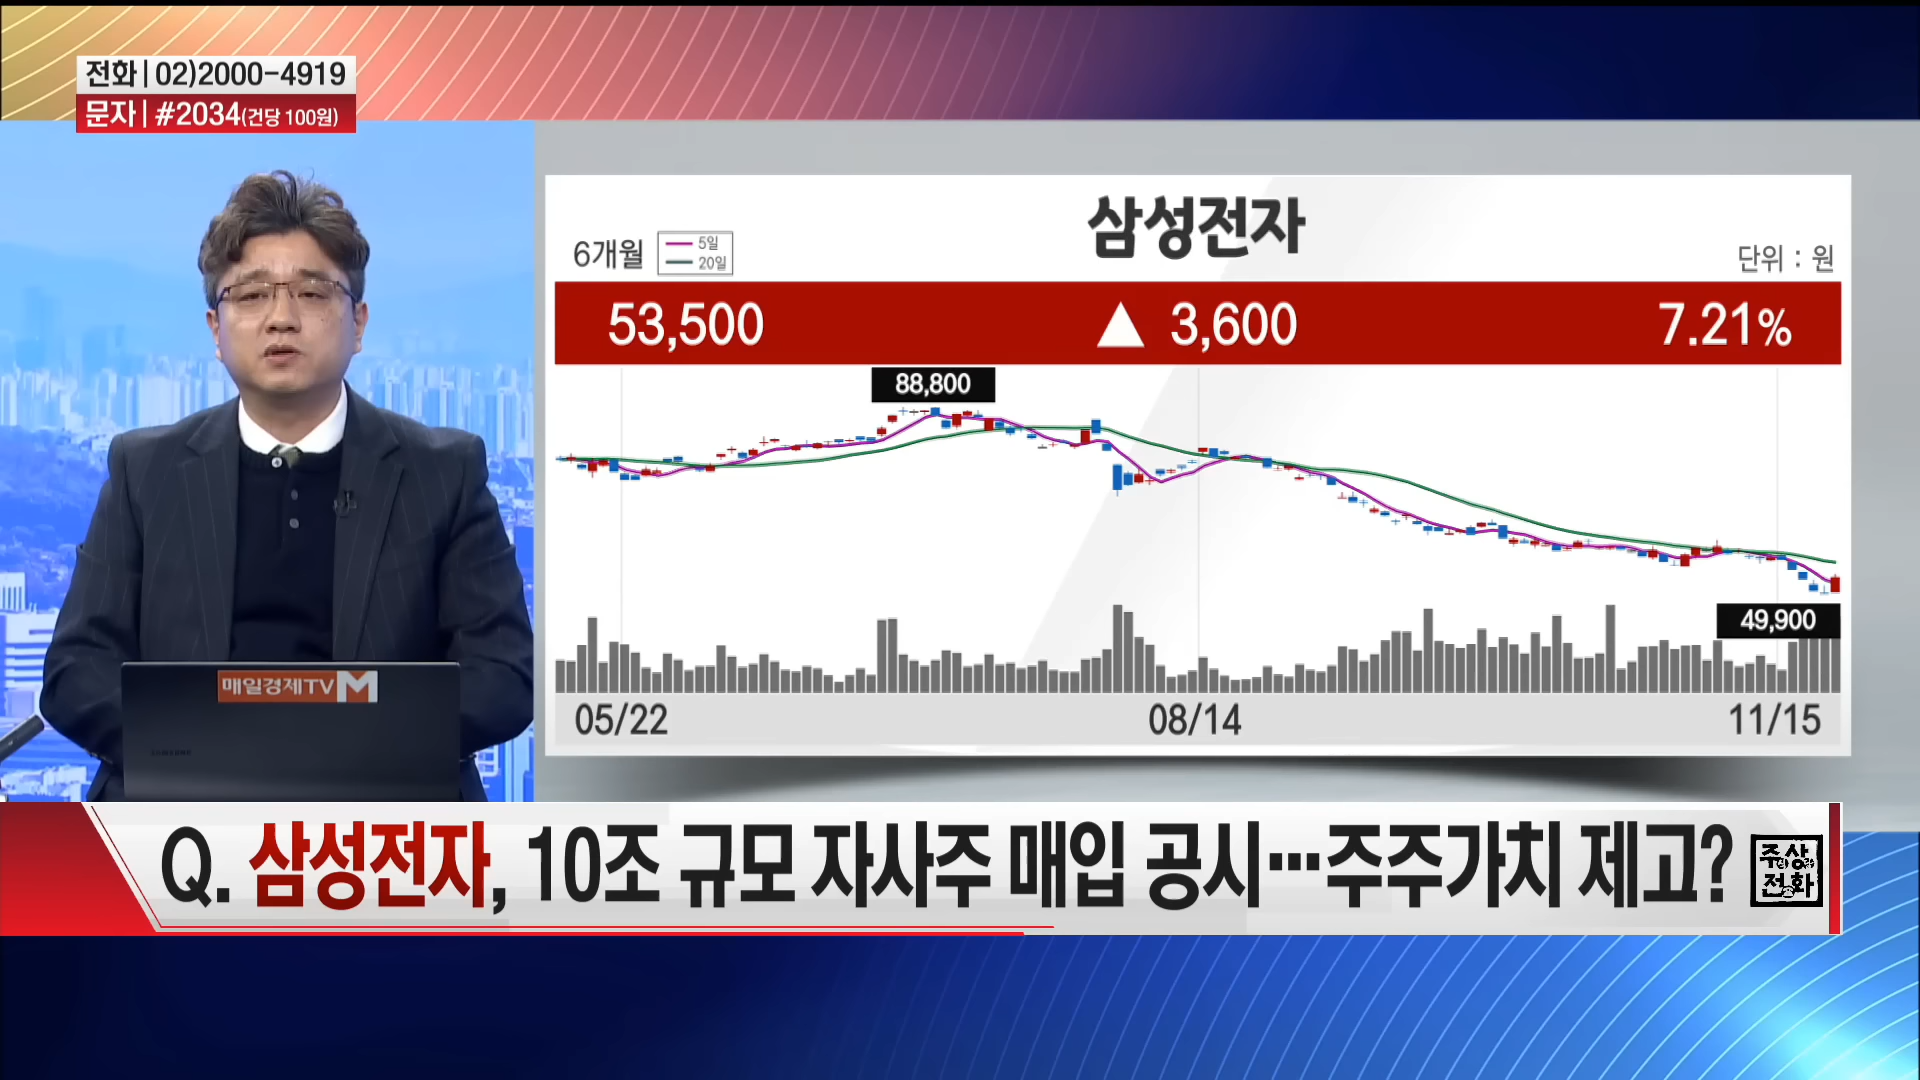 전화 | 02)2000-4919
문자 | #2034(건당 100원)
삼성전자
6개월
5일
20일
단위 : 원
53,500 ▲ 3,600 7.21%
88,800
49,900
05/22 08/14 11/15
매일경제TV M
SAMSUNG
Q. 삼성전자, 10조 규모 자사주 매입 공시…주주가치 제고?
주상
전화